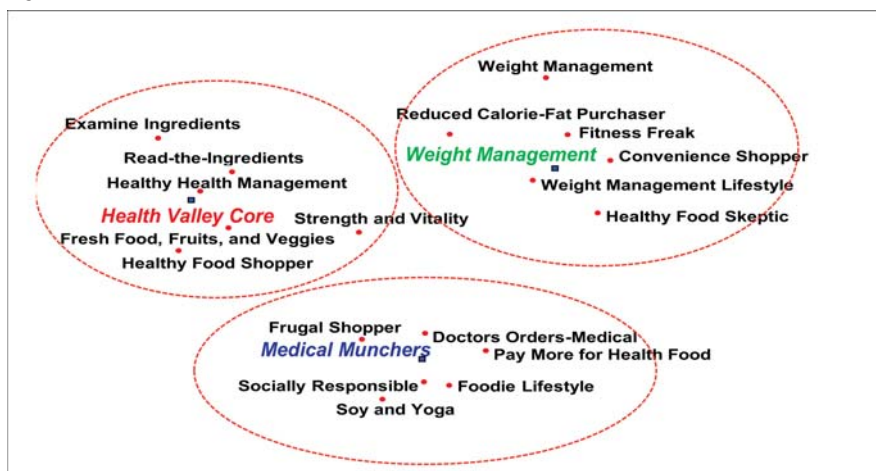 Weight Management
Reduced Calorie-Fat Purchaser
Fitness Freak
Weight Management
Convenience Shopper
Weight Management Lifestyle
Healthy Food Skeptic
Examine Ingredients
Read-the-Ingredients
Healthy Health Management
Health Valley Core
Strength and Vitality
Fresh Food, Fruits, and Veggies
Healthy Food Shopper
Frugal Shopper
Doctors Orders-Medical
Medical Munchers
Pay More for Health Food
Socially Responsible
Foodie Lifestyle
Soy and Yoga